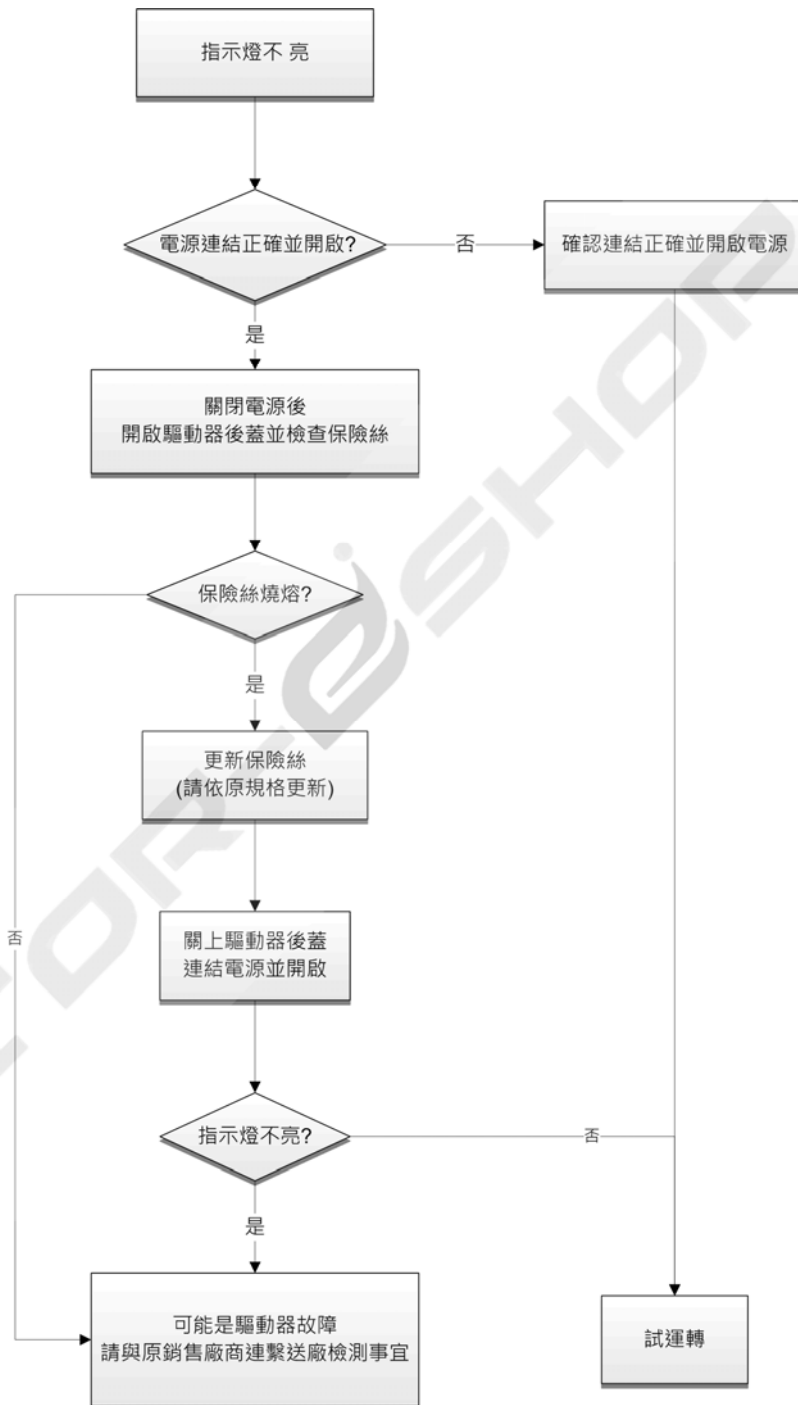 指示燈不 亮
電源連結正確並開啟?
否
確認連結正確並開啟電源
是
關閉電源後
開啟驅動器後蓋並檢查保險絲
保險絲燒熔?
是
更新保險絲
(請依原規格更新)
否
關上驅動器後蓋
連結電源並開啟
指示燈不亮?
否
是
可能是驅動器故障
請與原銷售廠商連繫送廠檢測事宜
試運轉
OR-eSHOP